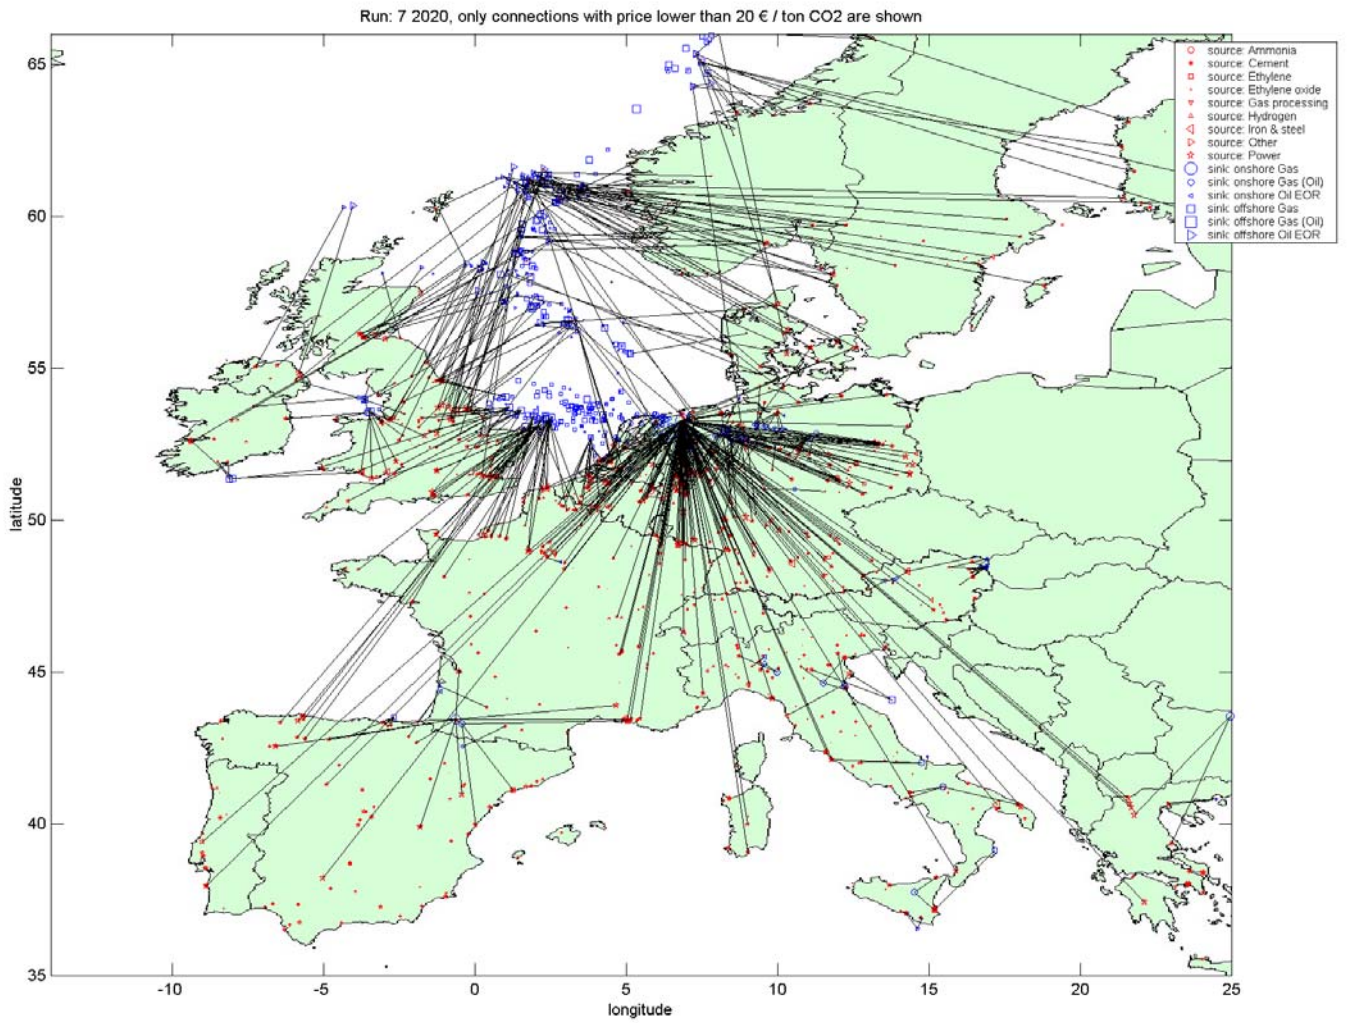 Run: 7 2020, only connections with price lower than 20 € / ton CO2 are shown
source: Ammonia
source: Cement
source: Ethylene
source: Ethylene oxide
source: Gas processing
source: Hydrogen
source: Iron & steel
source: Other
source: Power
sink: onshore Gas
sink: onshore Gas (Oil)
sink: onshore Oil EOR
sink: offshore Gas
sink: offshore Gas (Oil)
sink: offshore Oil EOR
65
60
55
50
45
40
35
latitude
-10
-5
0
5
10
15
20
25
longitude